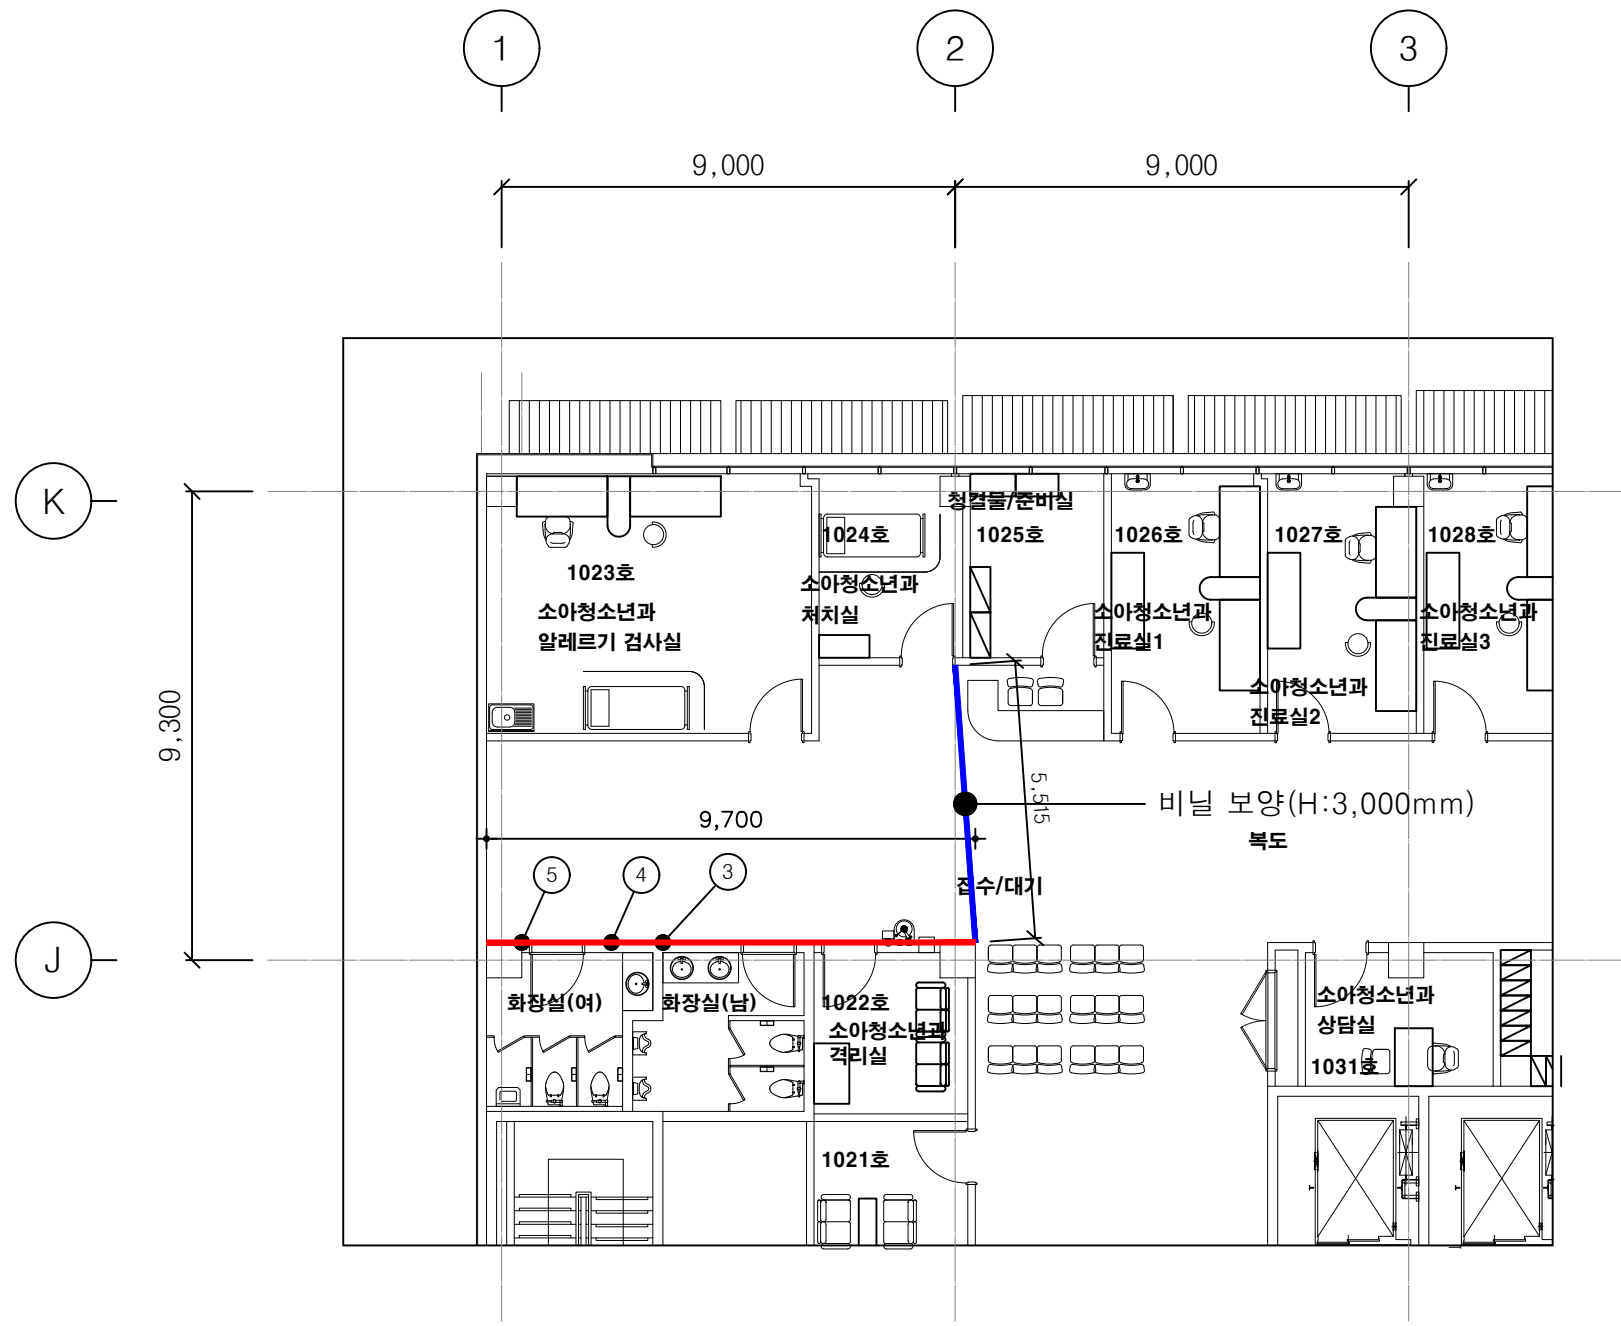 1
2
3
9,000
9,000
K
J
9,300
청결물/준비실
1024호
1025호
1026호
1027호
1028호
1023호
소아청소년과
처치실
소아청소년과
알레르기 검사실
소아청소년과
진료실1
소아청소년과
진료실3
소아청소년과
진료실2
5,515
비닐 보양(H:3,000mm)
9,700
복도
5
4
3
접수/대기
화장실(여)
화장실(남)
1022호
소아청소년과
격리실
소아청소년과
상담실
1031호
1021호